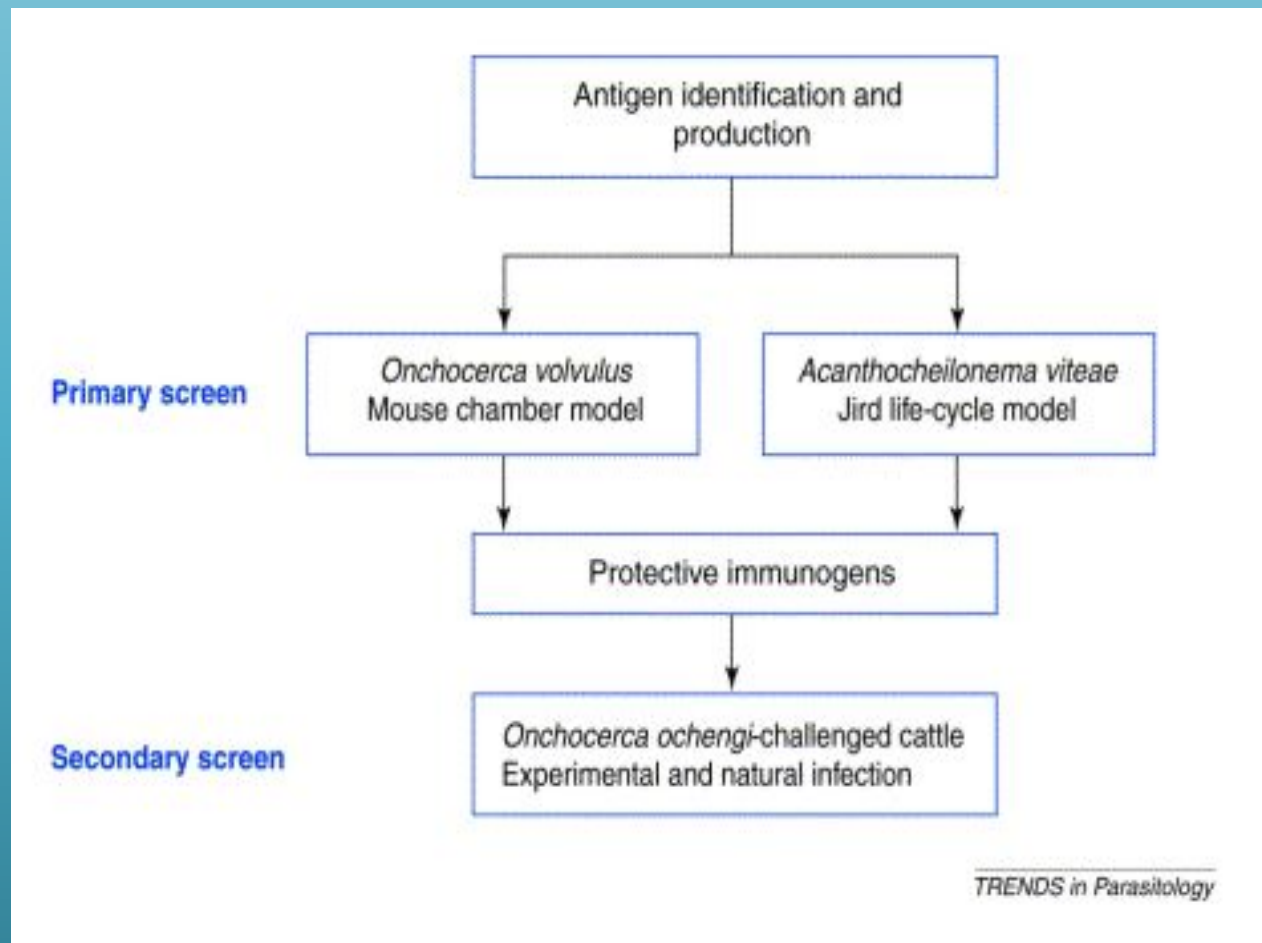 Antigen identification and
production
Primary screen
Onchocerca volvulus
Mouse chamber model
Acanthocheilonema viteae
Jird life-cycle model
Protective immunogens
Secondary screen
Onchocerca ochengi-challenged cattle
Experimental and natural infection
TRENDS in Parasitology